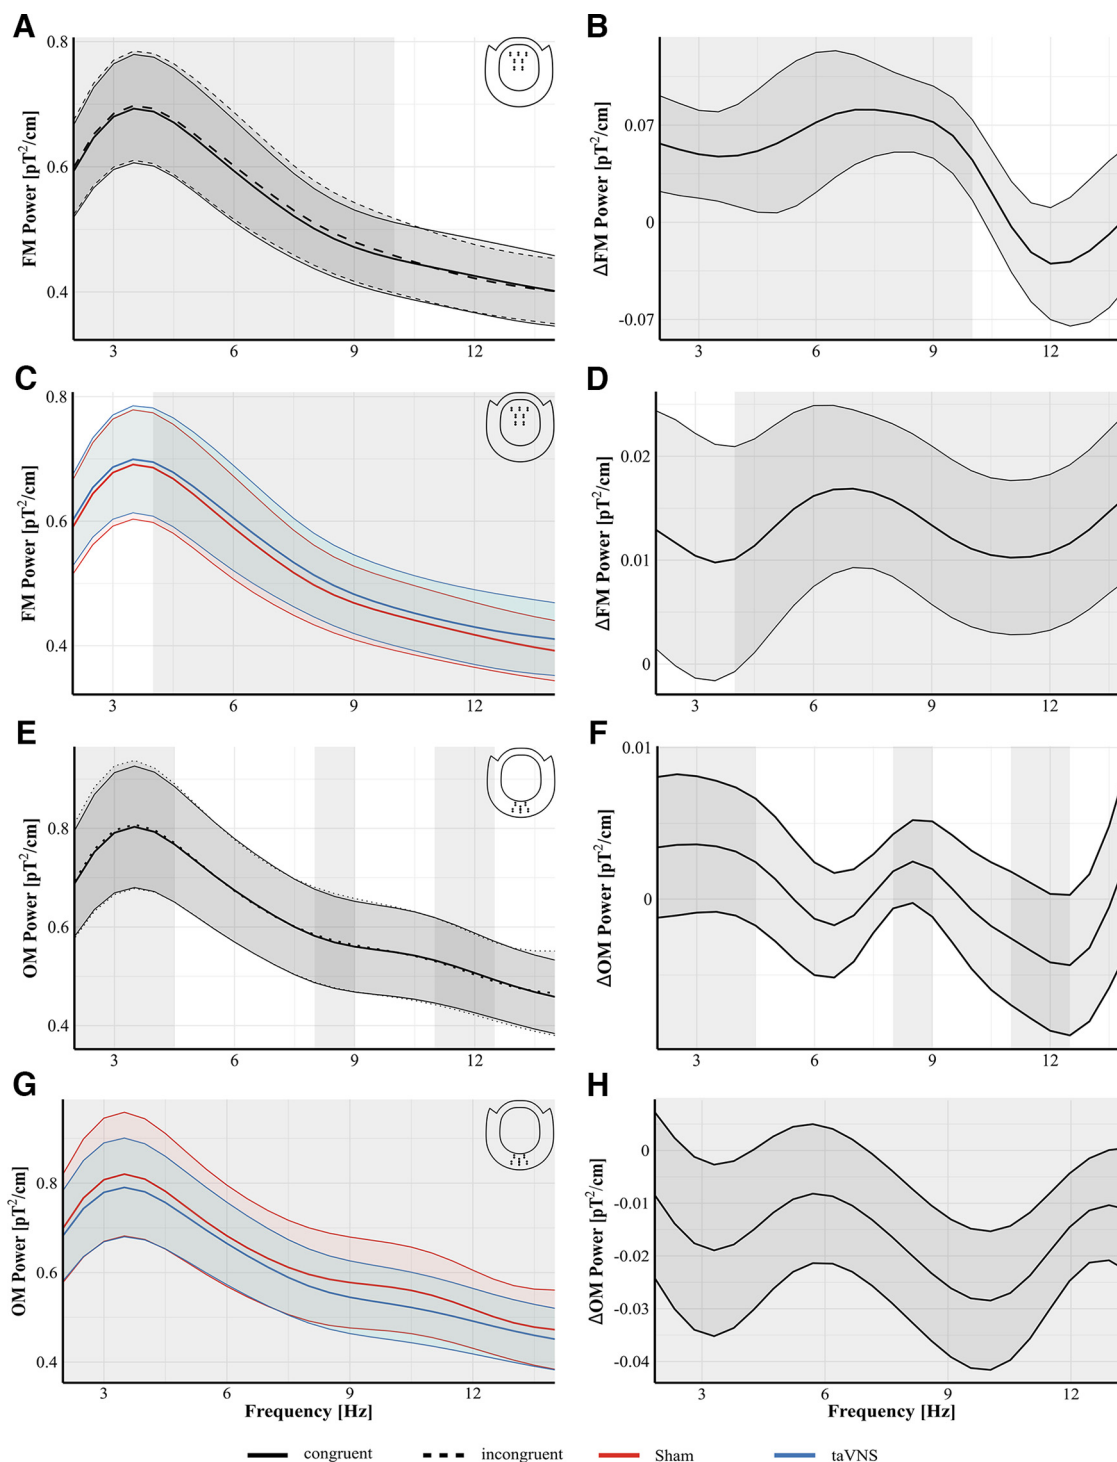 A
FM Power [pT²/cm]
0.8
0.6
0.4
3 6 9 12
B
ΔFM Power [pT²/cm]
0.07
0
-0.07
3 6 9 12
C
FM Power [pT²/cm]
0.8
0.6
0.4
3 6 9 12
D
ΔFM Power [pT²/cm]
0.02
0.01
0
3 6 9 12
E
OM Power [pT²/cm]
0.8
0.6
0.4
3 6 9 12
F
ΔOM Power [pT²/cm]
0.01
0
3 6 9 12
G
OM Power [pT²/cm]
0.8
0.6
0.4
3 6 9 12
Frequency [Hz]
H
ΔOM Power [pT²/cm]
0
-0.01
-0.02
-0.03
-0.04
3 6 9 12
Frequency [Hz]
congruent incongruent Sham taVNS